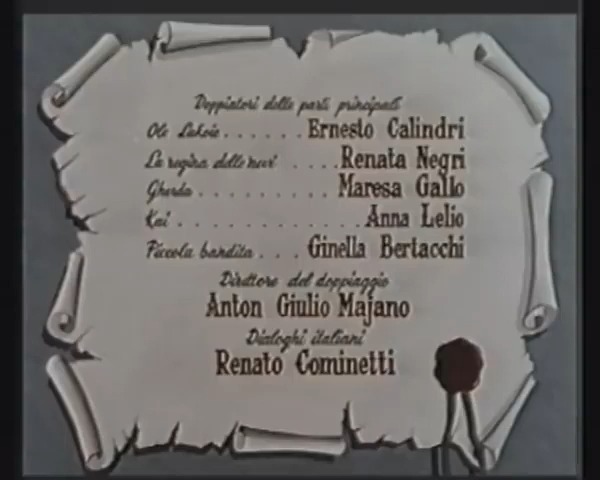 Doppiatori delle parti principali
Ole Lukoie . . . . . . Ernesto Calindri
La regina delle nevi . . . . Renata Negri
Gherda . . . . . . . . . Maresa Gallo
Kai . . . . . . . . . . . . Anna Lelio
Piccola bandita . . . Ginella Bertacchi
Direttore del doppiaggio
Anton Giulio Majano
Dialoghi italiani
Renato Cominetti